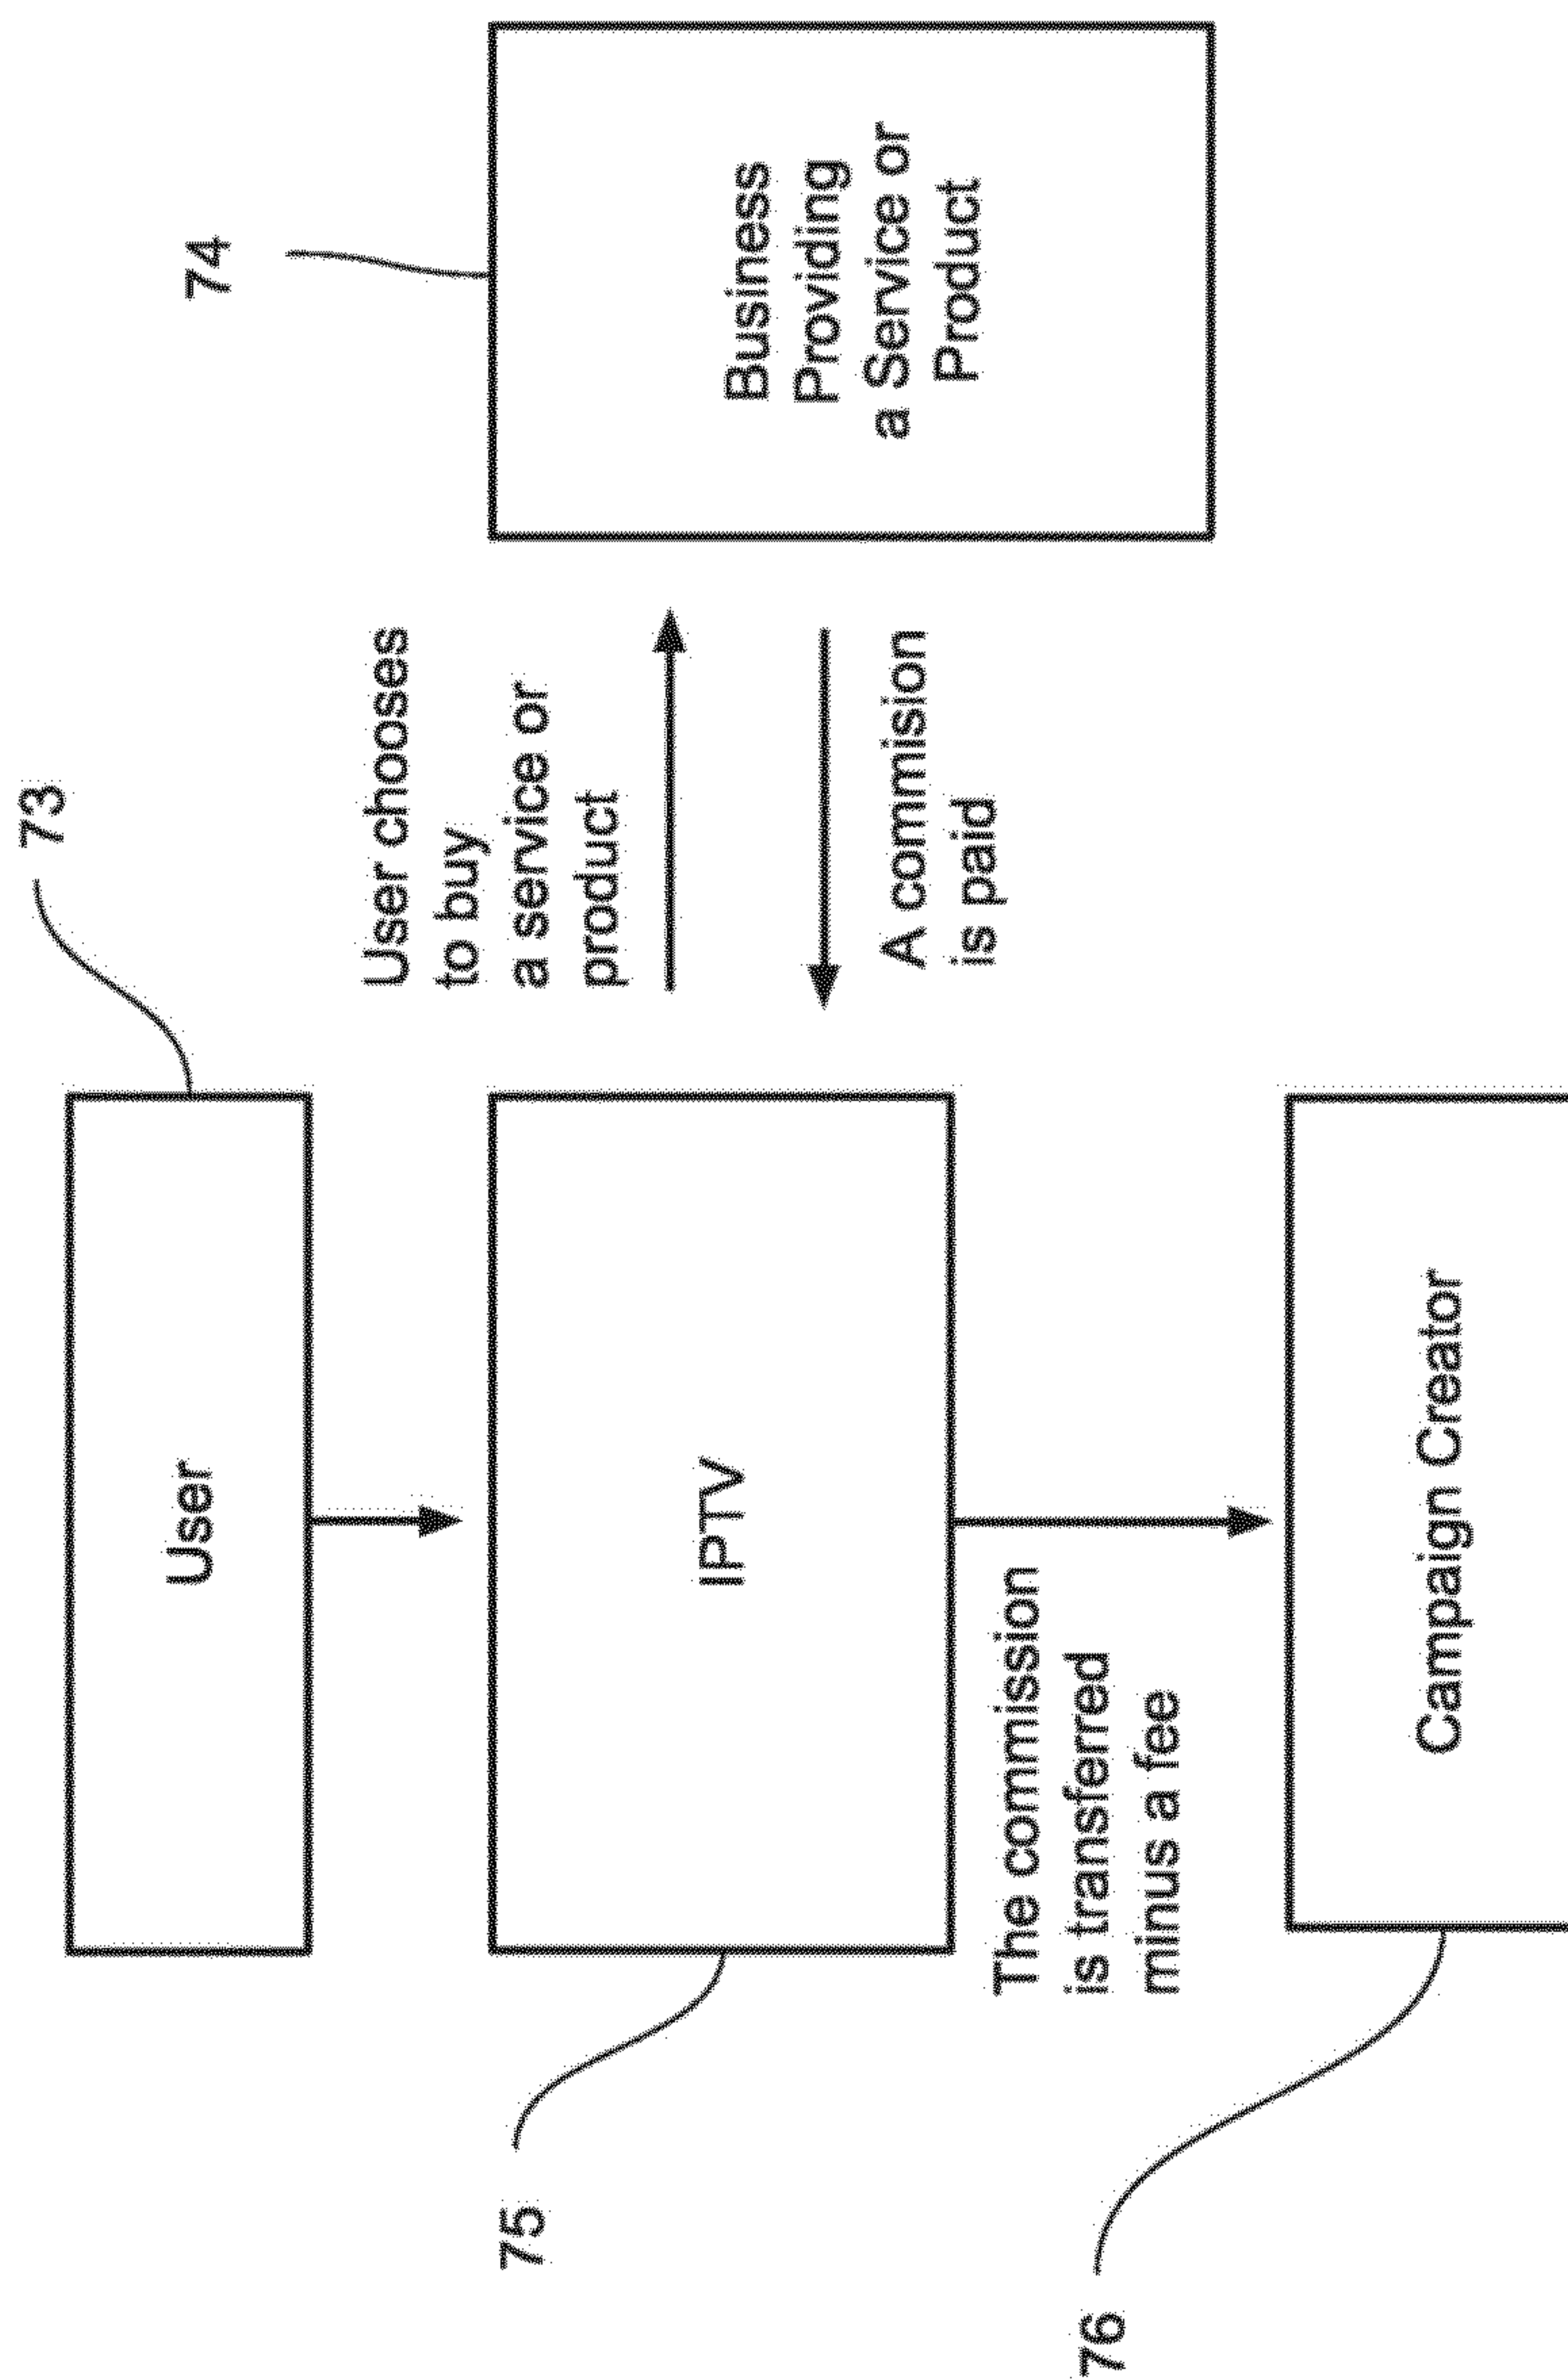 73
User
User chooses
to buy
a service or
product
74
Business
Providing
a Service or
Product
75
IPTV
A commision
is paid
The commission
is transferred
minus a fee
76
Campaign Creator